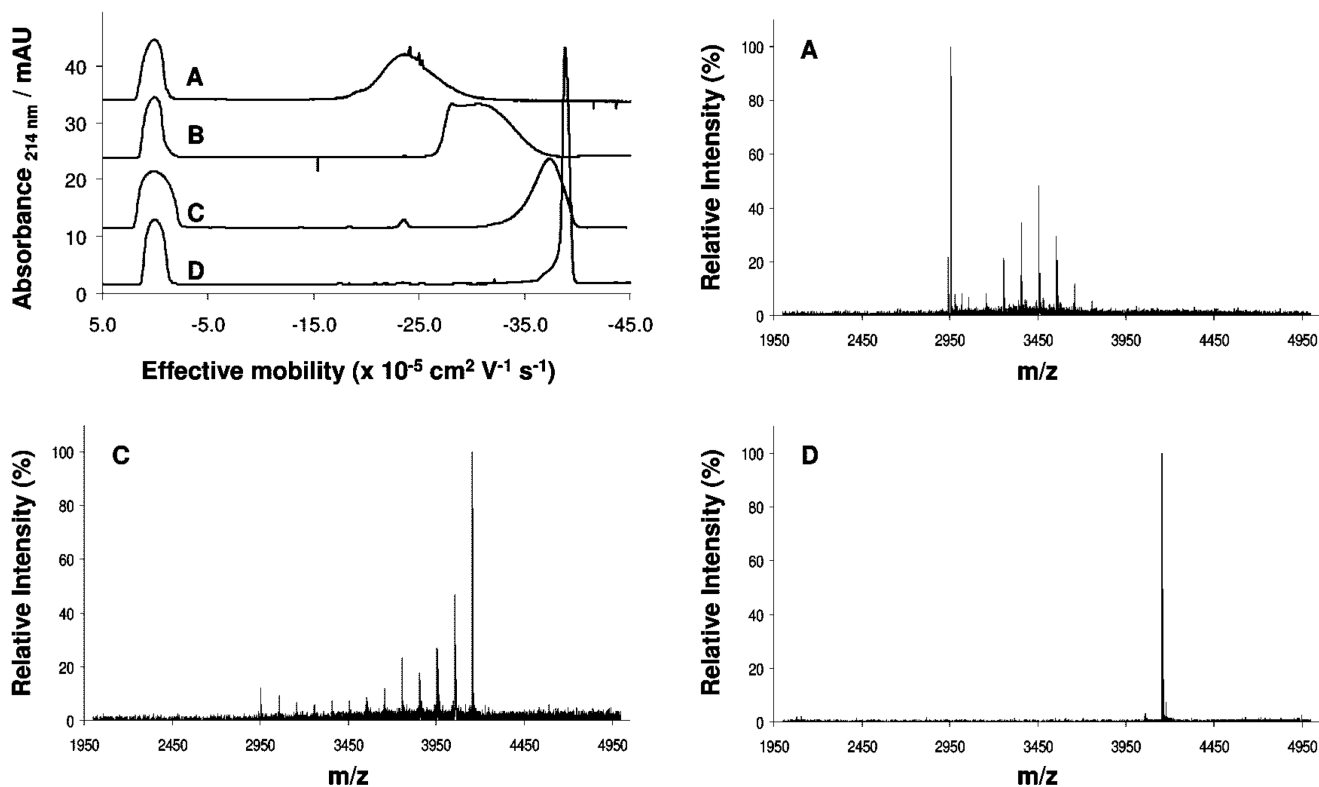 Absorbance 214 nm / mAU
40
30
20
10
0
A
B
C
D
5.0 -5.0 -15.0 -25.0 -35.0 -45.0
Effective mobility (x 10-5 cm2 V-1 s-1)
Relative Intensity (%)
A
100
80
60
40
20
0
1950 2450 2950 3450 3950 4450 4950
m/z
Relative Intensity (%)
C
100
80
60
40
20
0
1950 2450 2950 3450 3950 4450 4950
m/z
Relative Intensity (%)
D
100
80
60
40
20
0
1950 2450 2950 3450 3950 4450 4950
m/z